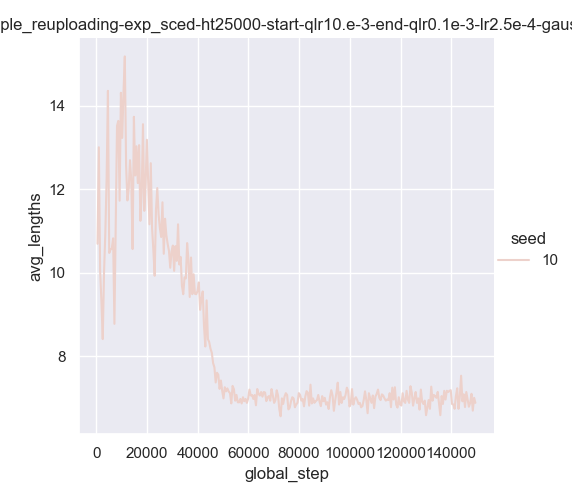 ple_reuploading-exp_sced-ht25000-start-qlr10.e-3-end-qlr0.1e-3-lr2.5e-4-gaus
14
12
10
8
avg_lengths
0 20000 40000 60000 80000 100000 120000 140000
global_step
seed
10